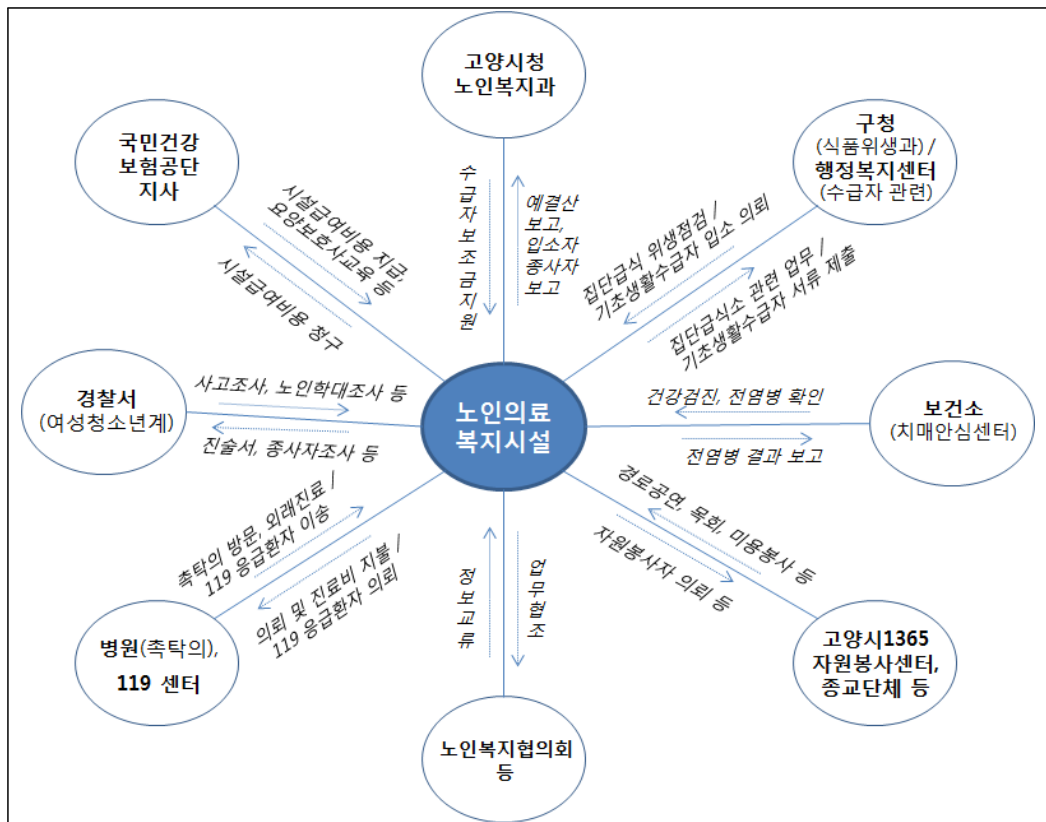 고양시청
노인복지과
국민건강
보험공단
지사
구청
(식품위생과) /
행정복지센터
(수급자 관련)
시설급여비용 지급,
요양보호사교육 등
시설급여비용 청구
수급자보조금지원
예결산
보고,
입소자
종사자
보고
집단급식 위생점검 /
기초생활수급자 입소 의뢰
집단급식소 관련 업무 /
기초생활수급자 서류 제출
경찰서
(여성청소년계)
사고조사, 노인학대조사 등
진술서, 종사자조사 등
노인의료
복지시설
건강검진, 전염병 확인
전염병 결과 보고
보건소
(치매안심센터)
촉탁의 방문, 외래진료 /
119 응급환자 이송
의뢰 및 진료비 지불 /
119 응급환자 의뢰
정보교류
업무협조
경로공연, 목회, 미용봉사 등
자원봉사자 의뢰 등
병원(촉탁의),
119 센터
노인복지협의회
등
고양시1365
자원봉사센터,
종교단체 등